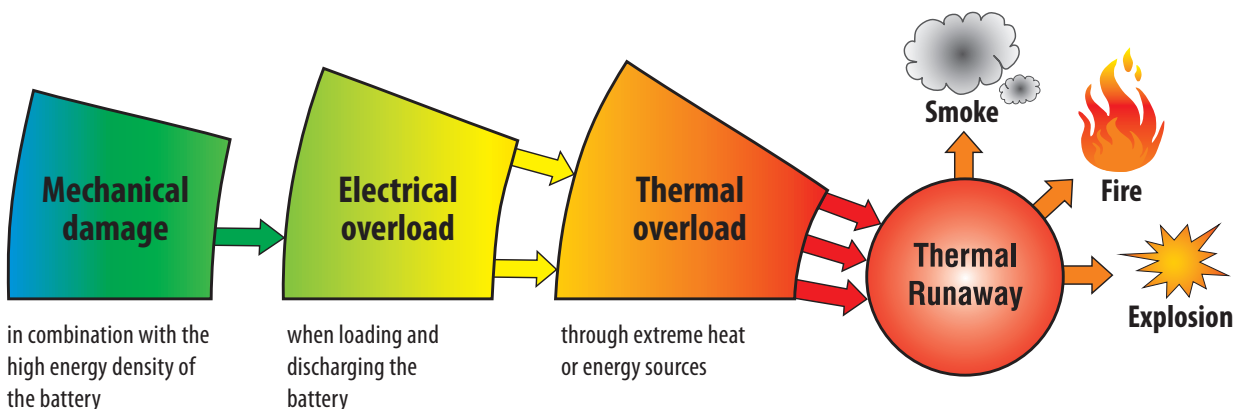 Mechanical
damage
in combination with the
high energy density of
the battery
Electrical
overload
when loading and
discharging the
battery
Thermal
overload
through extreme heat
or energy sources
Thermal
Runaway
Smoke
Fire
Explosion